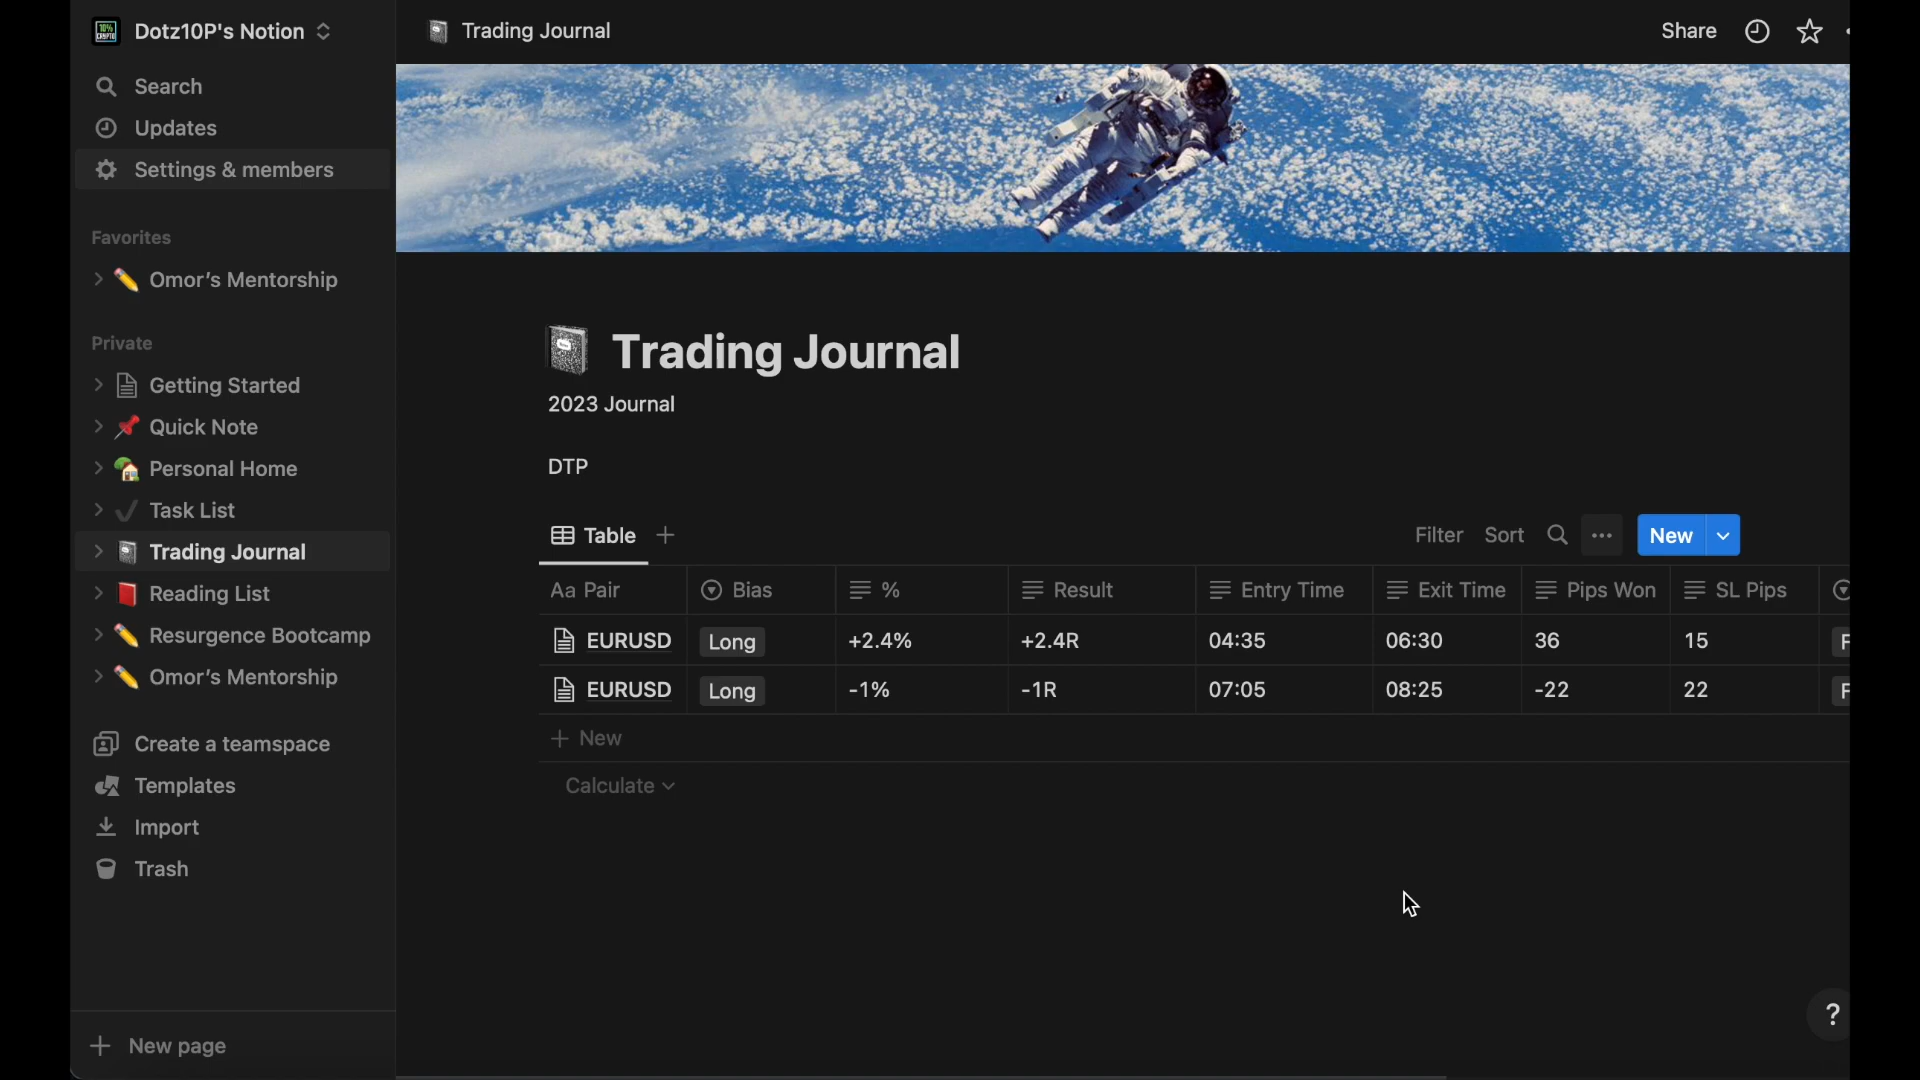 Dotz10P's Notion
Trading Journal
Share
Search
Updates
Settings & members
Favorites
Omor's Mentorship
Private
Getting Started
Quick Note
Personal Home
Task List
Trading Journal
Reading List
Resurgence Bootcamp
Omor's Mentorship
Create a teamspace
Templates
Import
Trash
New page
Trading Journal
2023 Journal
DTP
Table
Filter Sort New
Aa Pair Bias % Result Entry Time Exit Time Pips Won SL Pips
EURUSD Long +2.4% +2.4R 04:35 06:30 36 15 F
EURUSD Long -1% -1R 07:05 08:25 -22 22 F
+ New
Calculate
?